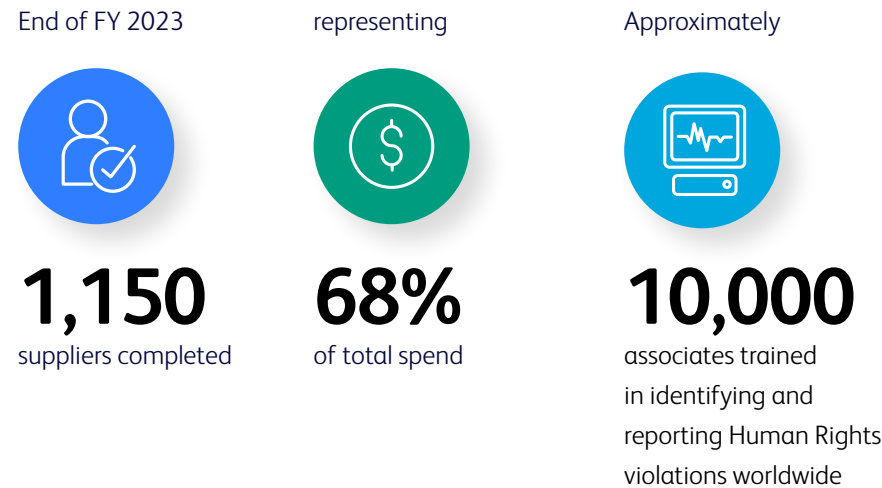 End of FY 2023
1,150
suppliers completed
representing
$
68%
of total spend
Approximately
10,000
associates trained
in identifying and
reporting Human Rights
violations worldwide